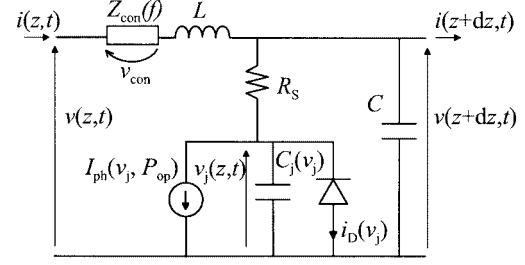 i(z,t)
Z_con(f)
L
i(z+dz,t)
v_con
R_S
C
v(z,t)
v(z+dz,t)
I_ph(v_j, P_op)
v_j(z,t)
C_j(v_j)
i_D(v_j)